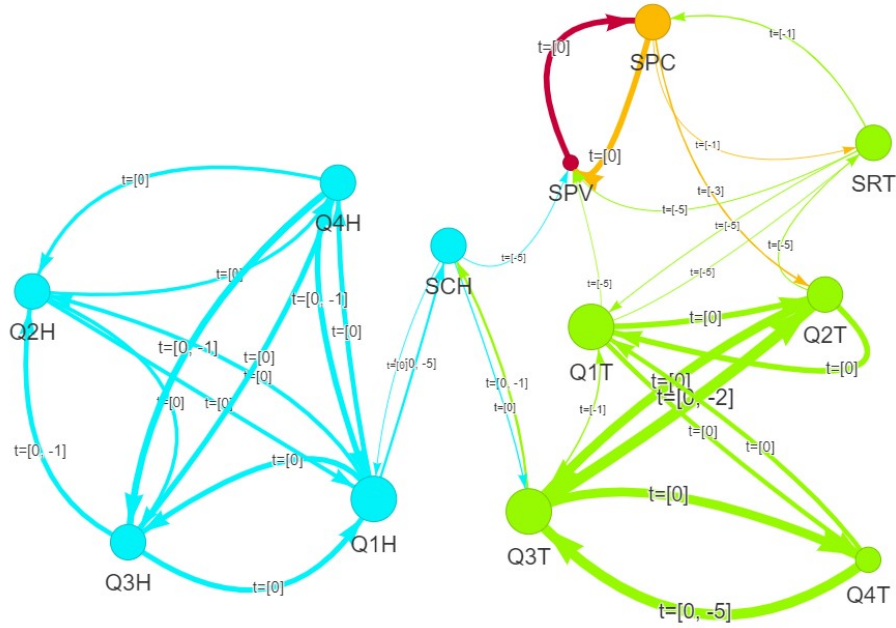 t=[0]
SPC
t=[-1]
t=[-1]
t=[0]
SPV
SRT
t=[0]
Q4H
t=[-3]
t=[-5]
t=[-5]
t=[-5]
SCH
t=[-5]
t=[-5]
t=[-5]
t=[0]
Q2H
t=[0, -1]
t=[0]
Q1T
t=[0]
Q2T
t=[0, -1]
t=[0]
t=[0]
t=[0]
t=[0]
t=[0]
t=[0, -5]
t=[0, -1]
t=[0]
t=[0]
t=[0, -2]
t=[0]
t=[0]
t=[-1]
t=[0]
t=[0]
t=[0, -1]
t=[0]
t=[0]
Q1H
Q3T
Q3H
t=[0]
Q4T
t=[0, -5]